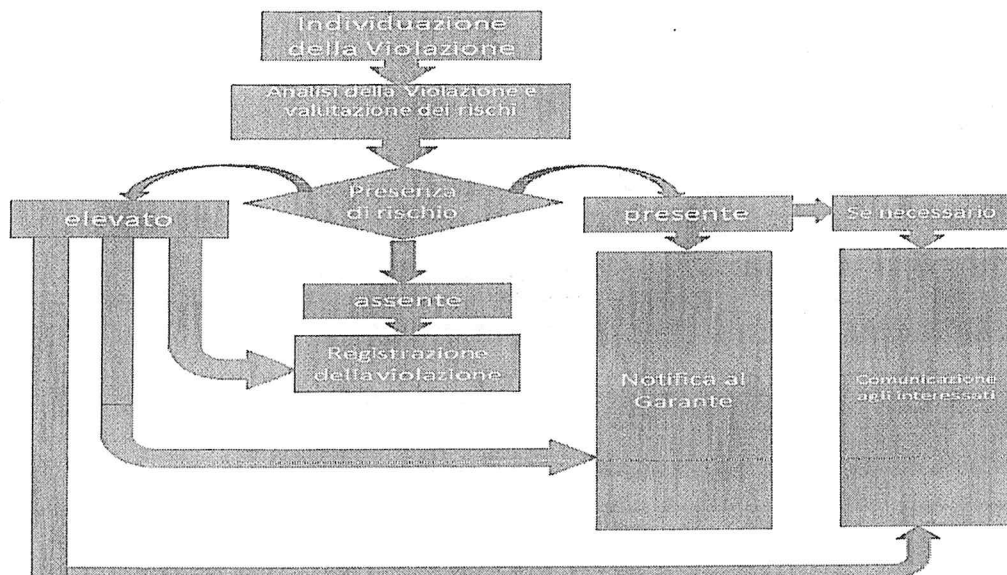 Individuazione
della Violazione
Analisi della Violazione e
valutazione dei rischi
Presenza
di rischio
elevato
presente
Se necessario
assente
Registrazione
della violazione
Notifica al
Garante
Comunicazione
agli interessati